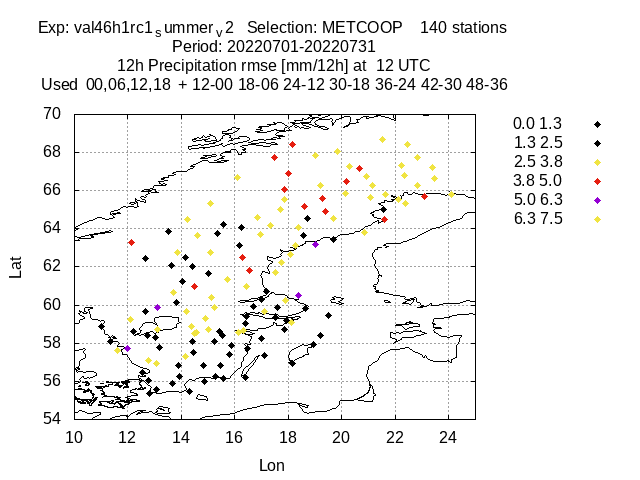 Exp: val46h1rc1summerv2 Selection: METCOOP 140 stations
Period: 20220701-20220731
12h Precipitation rmse [mm/12h] at 12 UTC
Used 00,06,12,18 + 12-00 18-06 24-12 30-18 36-24 42-30 48-36
70
68
66
64
62
60
58
56
54
Lat
10 12 14 16 18 20 22 24
Lon
0.0 1.3
1.3 2.5
2.5 3.8
3.8 5.0
5.0 6.3
6.3 7.5